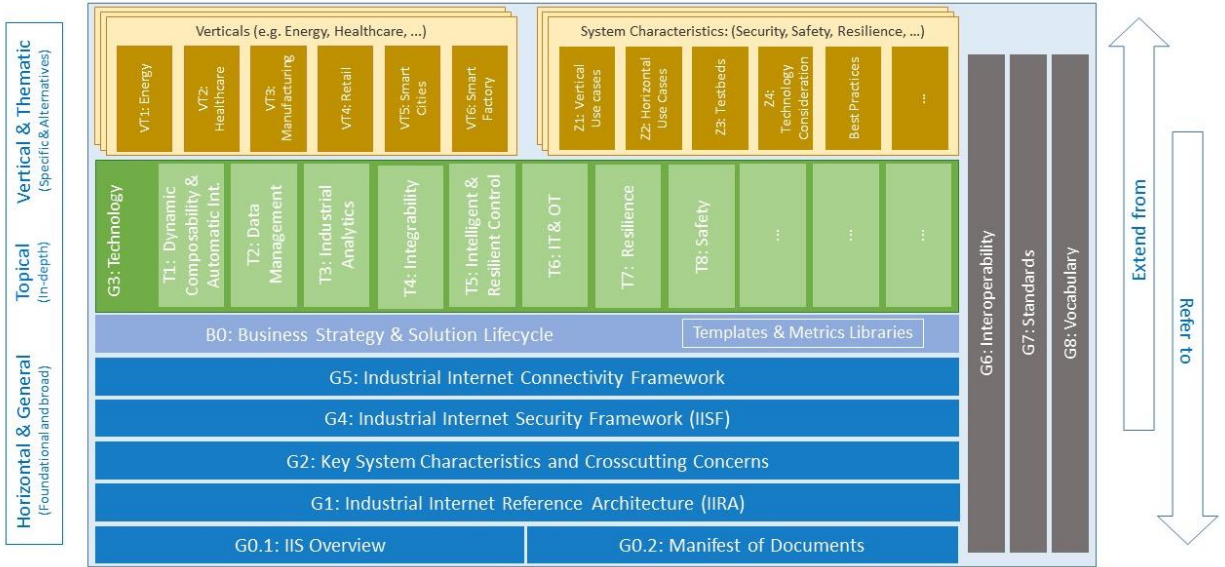 Vertical & Thematic
(Specific & Alternatives)
Topical
(In-depth)
Horizontal & General
(Foundational and broad)
Verticals (e.g. Energy, Healthcare, ...)
VT1: Energy
VT2:
Healthcare
VT3:
Manufacturing
VT4: Retail
VT5: Smart
Cities
VT6: Smart
Factory
System Characteristics: (Security, Safety, Resilience, ...)
Z1: Vertical
Use cases
Z2: Horizontal
Use Cases
Z3: Testbeds
Z4:
Technology
Consideration
Best Practices
...
G3: Technology
T1: Dynamic
Composability &
Automatic Int.
T2: Data
Management
T3: Industrial
Analytics
T4: Integrability
T5: Intelligent &
Resilient Control
T6: IT & OT
T7: Resilience
T8: Safety
...
...
...
B0: Business Strategy & Solution Lifecycle
Templates & Metrics Libraries
G5: Industrial Internet Connectivity Framework
G4: Industrial Internet Security Framework (IISF)
G2: Key System Characteristics and Crosscutting Concerns
G1: Industrial Internet Reference Architecture (IIRA)
G0.1: IIS Overview
G0.2: Manifest of Documents
G6: Interoperability
G7: Standards
G8: Vocabulary
Extend from
Refer to